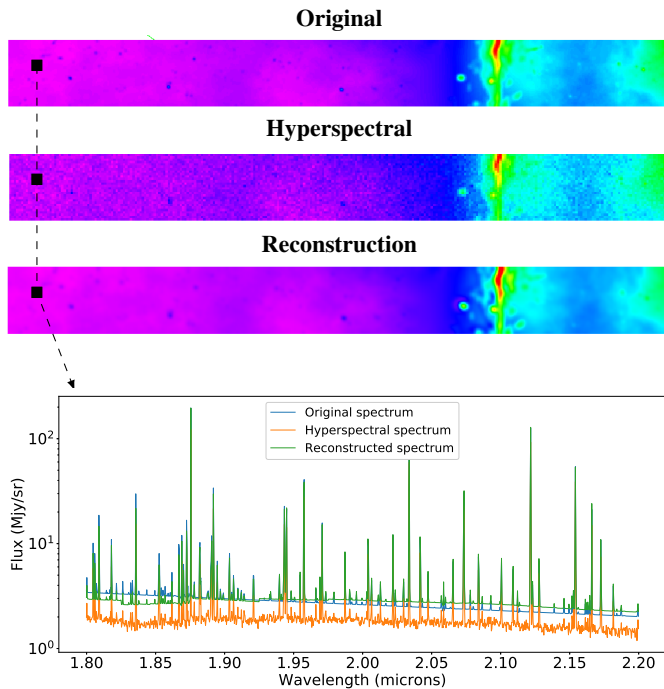 Original
Hyperspectral
Reconstruction
Original spectrum
Hyperspectral spectrum
Reconstructed spectrum
Flux (Mjy/sr)
10²
10¹
10⁰
1.80 1.85 1.90 1.95 2.00 2.05 2.10 2.15 2.20
Wavelength (microns)